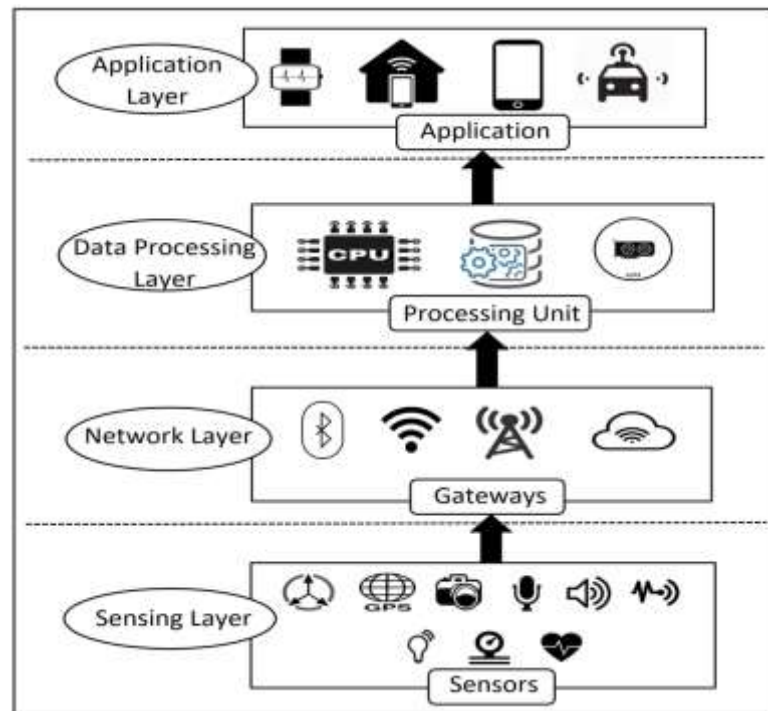 Application
Layer
Application
Data Processing
Layer
CPU
Processing Unit
Network Layer
Gateways
Sensing Layer
GPS
Sensors